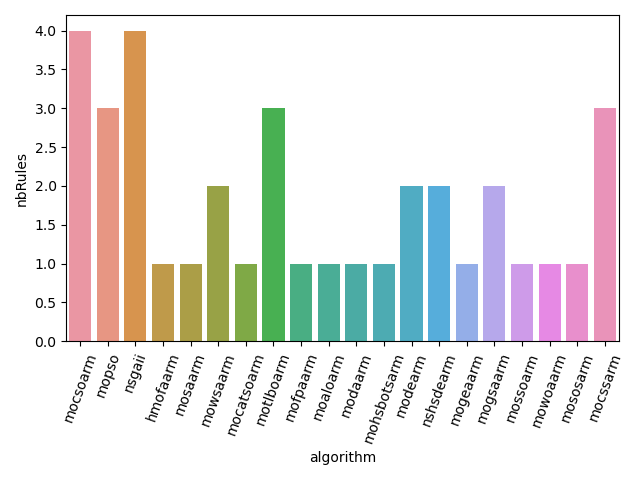 4.0
3.5
3.0
2.5
2.0
1.5
1.0
0.5
0.0
nbRules
mocsoarm
mopso
nsgaii
hmofaarm
mosaarm
mowsaarm
mocatsoarm
motlboarm
mofpaarm
moaloarm
modaarm
mohsbotsarm
modearm
nshsdearm
mogeaarm
mogsaarm
mossoarm
mowoaarm
mososarm
mocssarm
algorithm